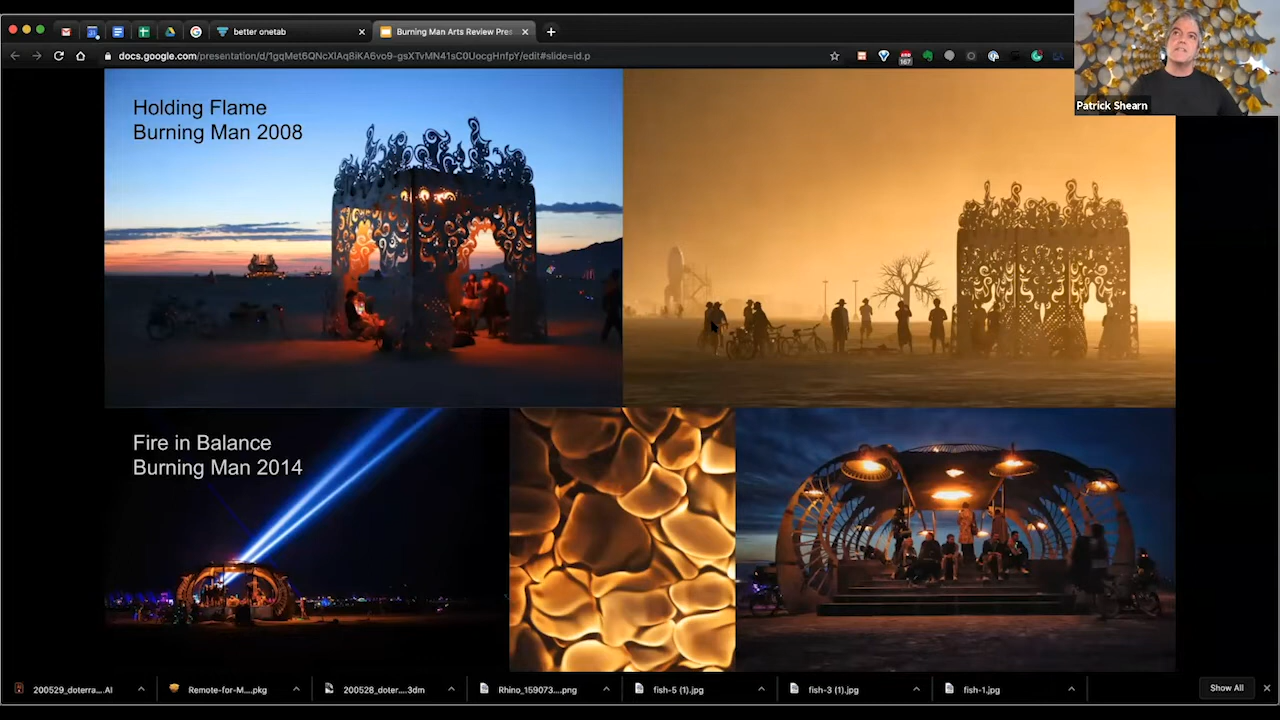 better onetab
Burning Man Arts Review Pres
docs.google.com/presentation/d/1gqMet6QNcXIAq8iKA6vo9-gsXTvMN41sC0UocgHnfpY/edit#slide=id.p
167
Patrick Shearn
Holding Flame
Burning Man 2008
Fire in Balance
Burning Man 2014
200529_doterra....AI
Remote-for-M....pkg
200528_doter....3dm
Rhino_159073....png
fish-5 (1).jpg
fish-3 (1).jpg
fish-1.jpg
Show All